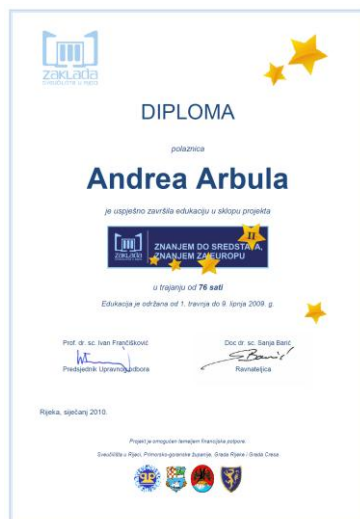 zaklada
SVEUČILIŠTA U RIJECI
DIPLOMA
polaznica
Andrea Arbula
je uspješno završila edukaciju u sklopu projekta
II
zaklada
ZNANJEM DO SREDSTAVA,
ZNANJEM ZA EUROPU
u trajanju od 76 sati
Edukacija je održana od 1. travnja do 9. lipnja 2009. g.
Prof. dr. sc. Ivan Frančišković
Doc dr. sc. Sanja Barić
Predsjednik Upravnog odbora
Ravnateljica
Rijeka, siječanj 2010.
Projekt je omogućen temeljem financijske potpore:
Sveučilišta u Rijeci, Primorsko-goranske županije, Grada Rijeke i Grada Cresa.